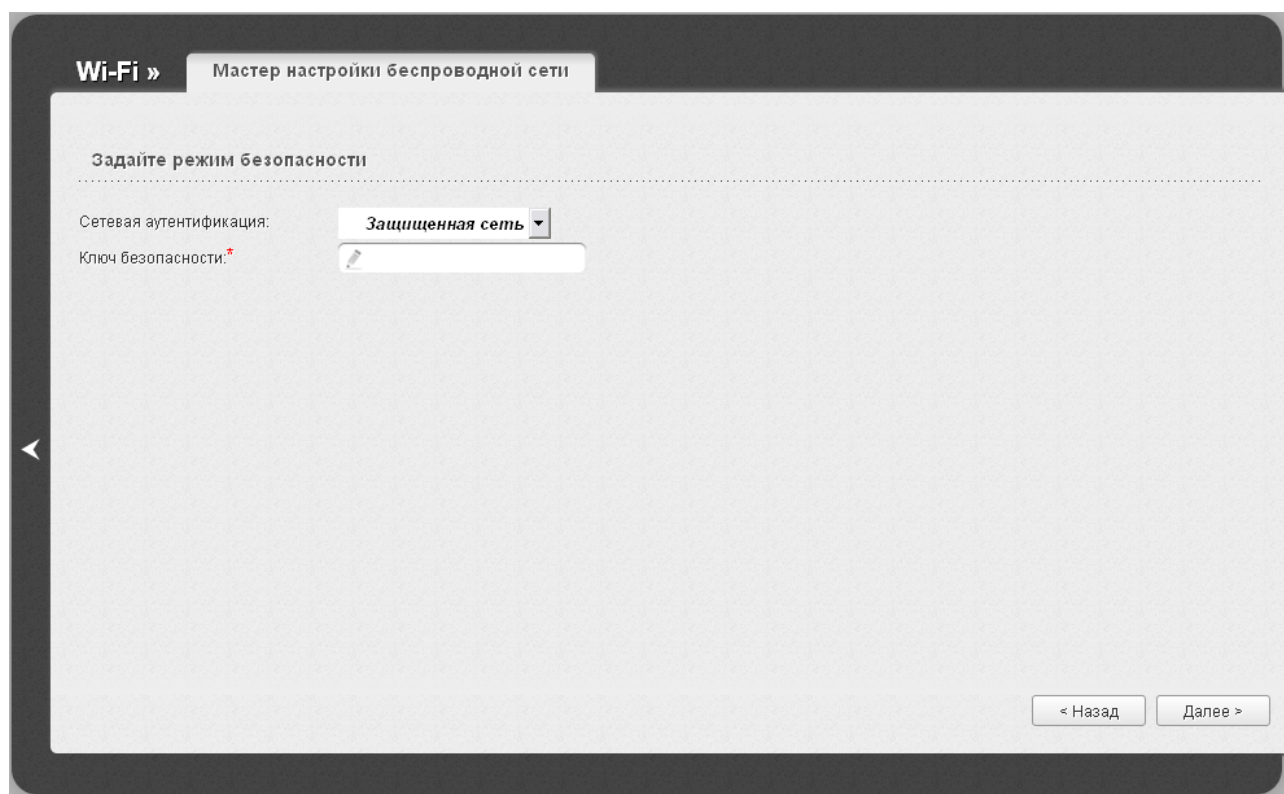 Wi-Fi » Мастер настройки беспроводной сети
Задайте режим безопасности
Сетевая аутентификация: Защищенная сеть
Ключ безопасности:*
< Назад Далее >